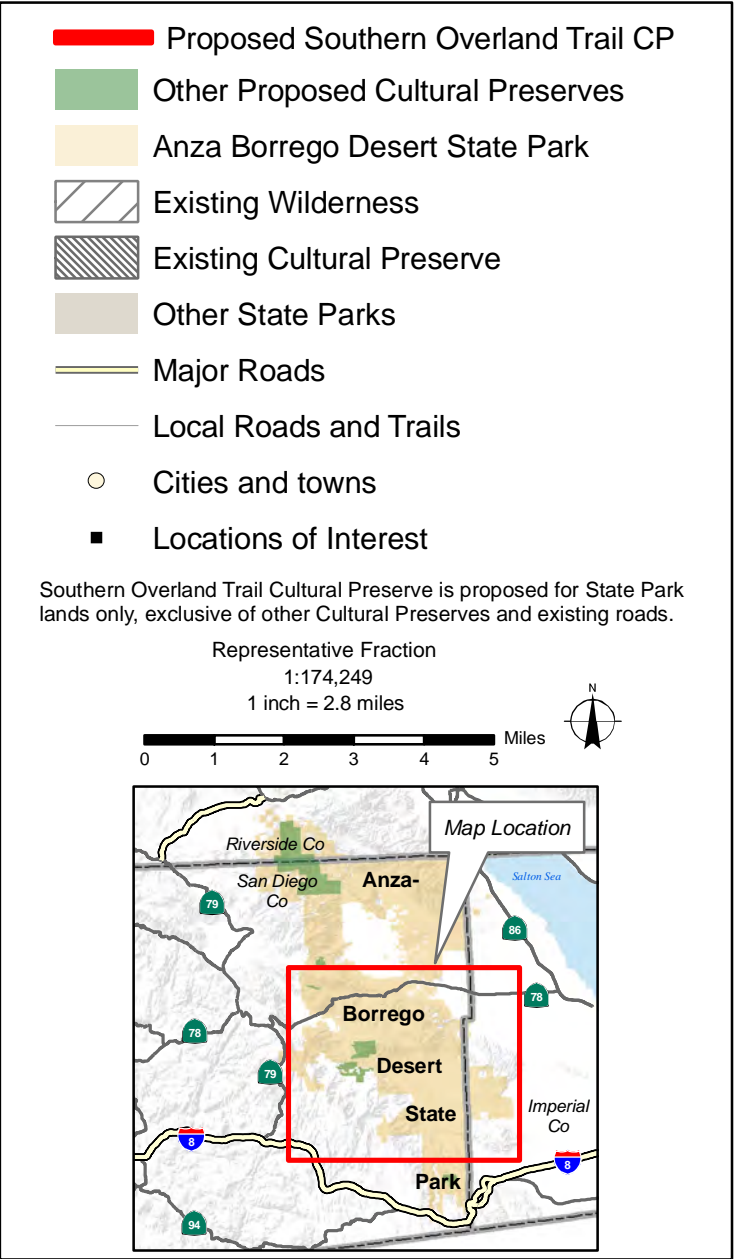 Proposed Southern Overland Trail CP
Other Proposed Cultural Preserves
Anza Borrego Desert State Park
Existing Wilderness
Existing Cultural Preserve
Other State Parks
Major Roads
Local Roads and Trails
Cities and towns
Locations of Interest
Southern Overland Trail Cultural Preserve is proposed for State Park
lands only, exclusive of other Cultural Preserves and existing roads.
Representative Fraction
1:174,249
1 inch = 2.8 miles
N
Miles
0 1 2 3 4 5
Map Location
Riverside Co
San Diego
Co
Anza-
Salton Sea
79
86
78
Borrego
78
Desert
79
State
Imperial
Co
8
8
Park
94